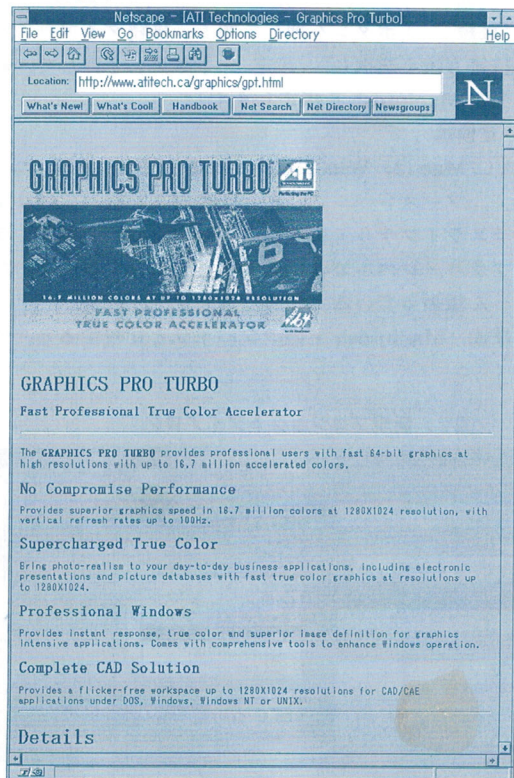 Netscape - [ATI Technologies - Graphics Pro Turbo]
File Edit View Go Bookmarks Options Directory Help
Location: http://www.atitech.ca/graphics/gpt.html
What's New! What's Cool! Handbook Net Search Net Directory Newsgroups
N
GRAPHICS PRO TURBO ATI
16.7 MILLION COLORS AT UP TO 1280x1024 RESOLUTION
FAST PROFESSIONAL
TRUE COLOR ACCELERATOR
GRAPHICS PRO TURBO
Fast Professional True Color Accelerator
The GRAPHICS PRO TURBO provides professional users with fast 64-bit graphics at
high resolutions with up to 16.7 million accelerated colors.
No Compromise Performance
Provides superior graphics speed in 16.7 million colors at 1280X1024 resolution, with
vertical refresh rates up to 100Hz.
Supercharged True Color
Bring photo-realism to your day-to-day business applications, including electronic
presentations and picture databases with fast true color graphics at resolutions up
to 1280X1024.
Professional Windows
Provides instant response, true color and superior image definition for graphics
intensive applications. Comes with comprehensive tools to enhance Windows operation.
Complete CAD Solution
Provides a flicker-free workspace up to 1280X1024 resolutions for CAD/CAE
applications under DOS, Windows, Windows NT or UNIX.
Details